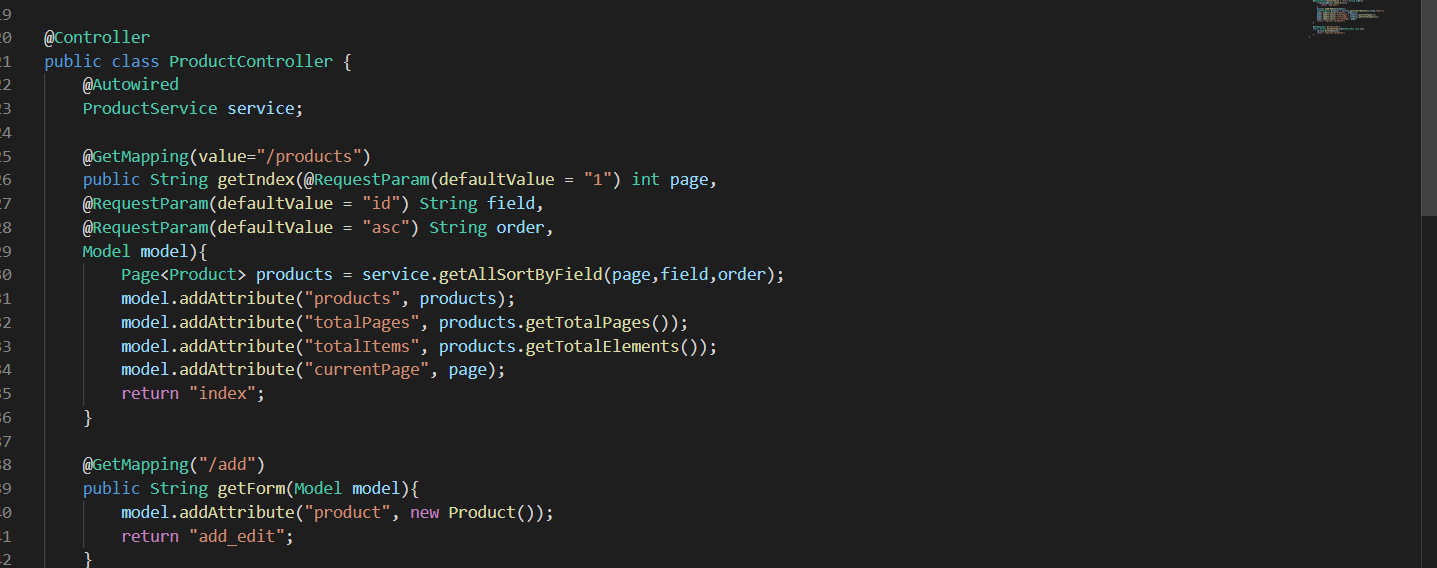 19
20 @Controller
21 public class ProductController {
22 @Autowired
23 ProductService service;
24
25 @GetMapping(value="/products")
26 public String getIndex(@RequestParam(defaultValue = "1") int page,
27 @RequestParam(defaultValue = "id") String field,
28 @RequestParam(defaultValue = "asc") String order,
29 Model model){
30 Page<Product> products = service.getAllSortByField(page,field,order);
31 model.addAttribute("products", products);
32 model.addAttribute("totalPages", products.getTotalPages());
33 model.addAttribute("totalItems", products.getTotalElements());
34 model.addAttribute("currentPage", page);
35 return "index";
36 }
37
38 @GetMapping("/add")
39 public String getForm(Model model){
40 model.addAttribute("product", new Product());
41 return "add_edit";
42 }